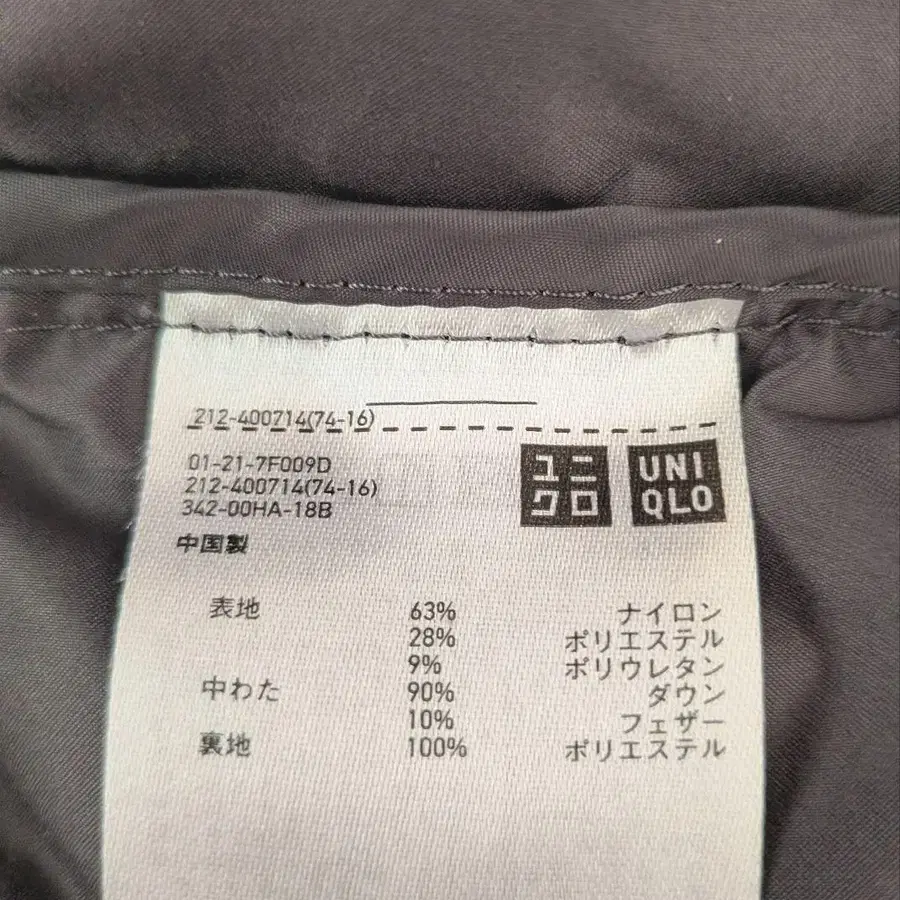 212-400714(74-16)
01-21-7F009D
212-400714(74-16)
342-00HA-18B
ユニ
クロ
UNI
QLO
中国製
表地 63% ナイロン
28% ポリエステル
9% ポリウレタン
中わた 90% ダウン
10% フェザー
裏地 100% ポリエステル